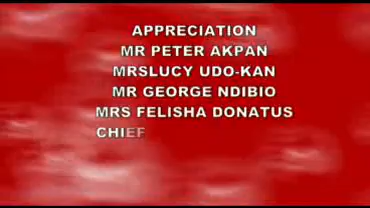 APPRECIATION
MR PETER AKPAN
MRSLUCY UDO-KAN
MR GEORGE NDIBIO
MRS FELISHA DONATUS
CHIEF